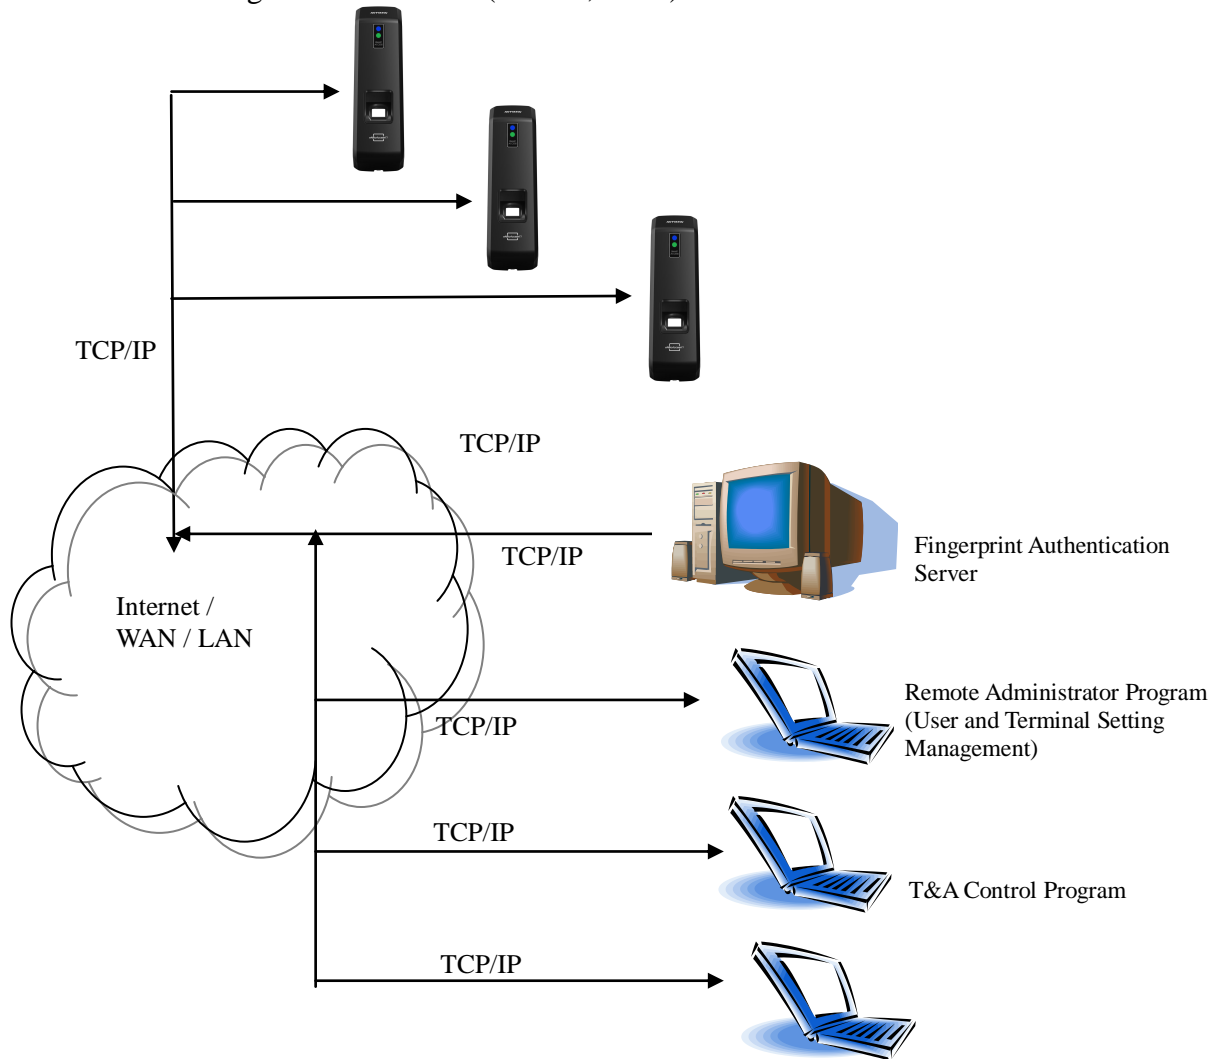 TCP/IP
TCP/IP
TCP/IP
Fingerprint Authentication
Server
Internet /
WAN / LAN
Remote Administrator Program
(User and Terminal Setting
Management)
TCP/IP
TCP/IP
T&A Control Program
TCP/IP